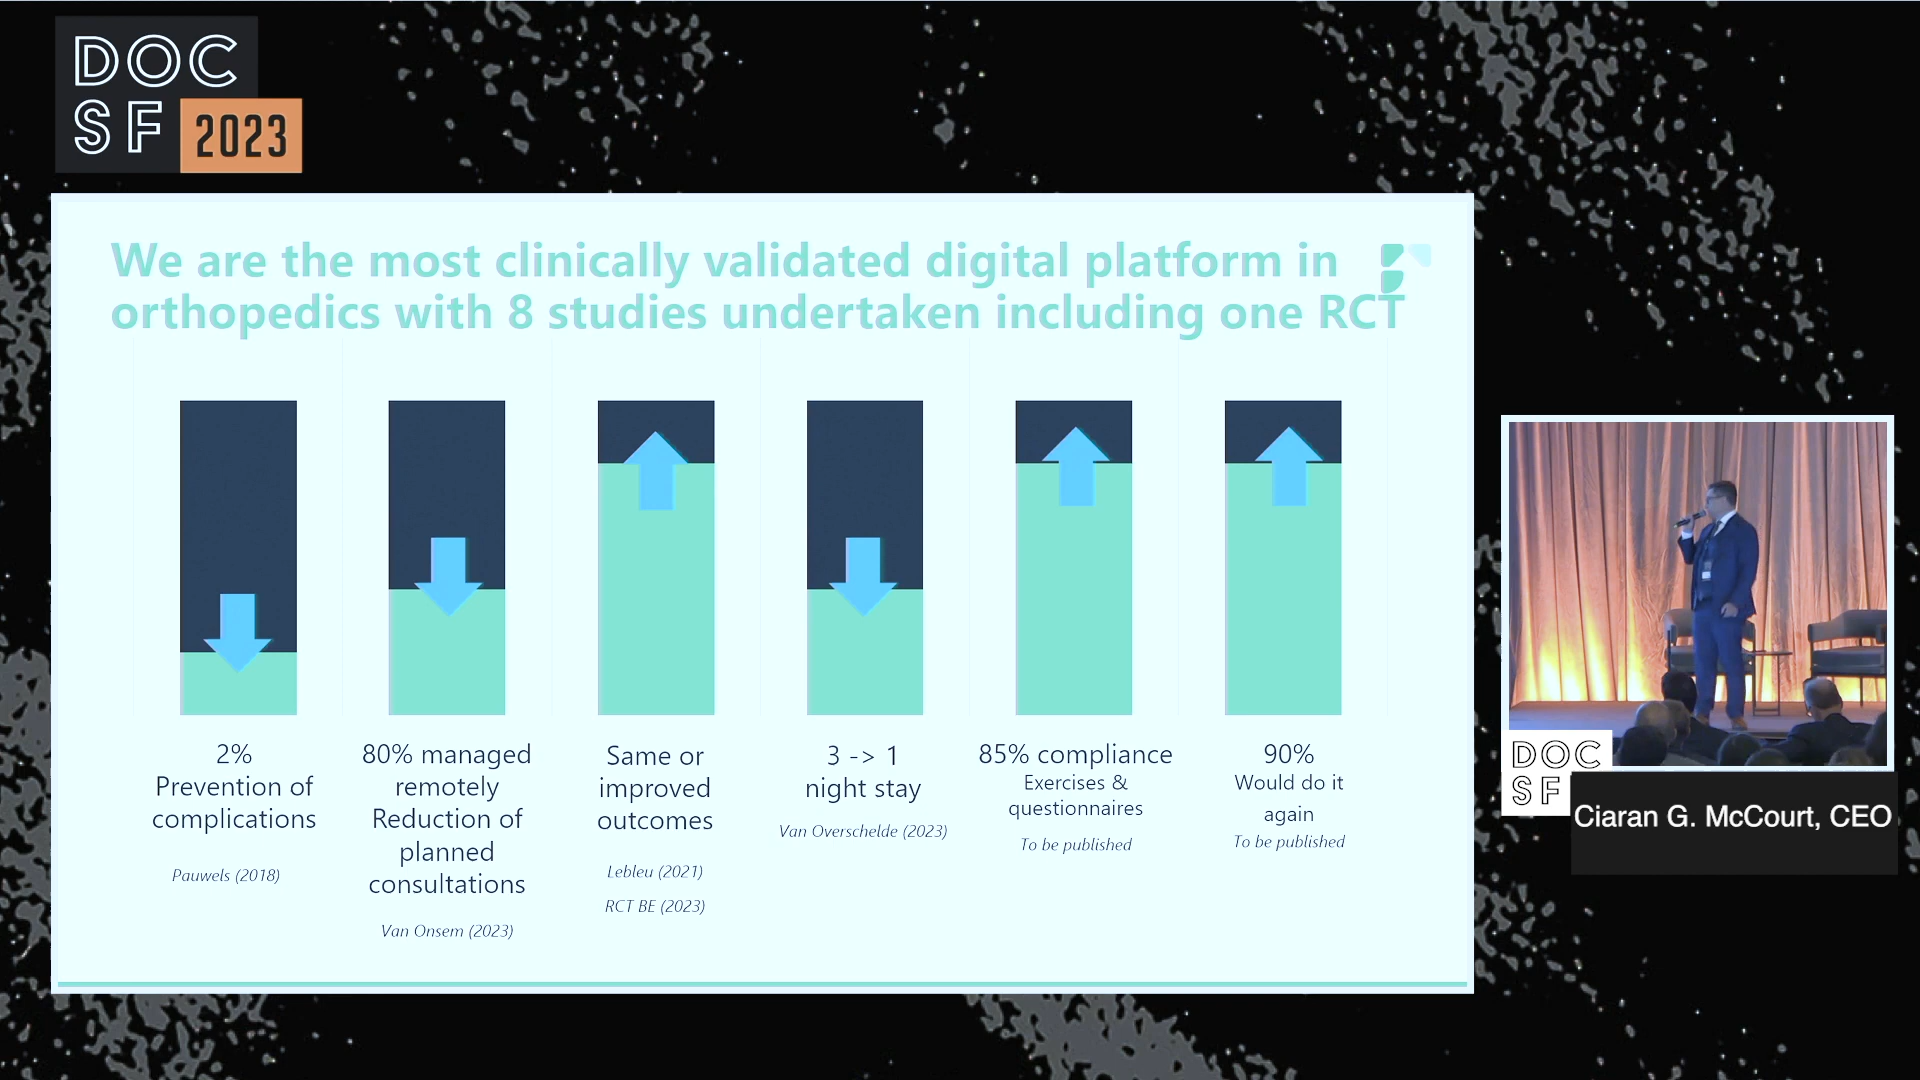 DOC
SF 2023
We are the most clinically validated digital platform in
orthopedics with 8 studies undertaken including one RCT
2%
Prevention of
complications
Pauwels (2018)
80% managed
remotely
Reduction of
planned
consultations
Van Onsem (2023)
Same or
improved
outcomes
Lebleu (2021)
RCT BE (2023)
3 -> 1
night stay
Van Overschelde (2023)
85% compliance
Exercises &
questionnaires
To be published
90%
Would do it
again
To be published
DOC
SF
Ciaran G. McCourt, CEO